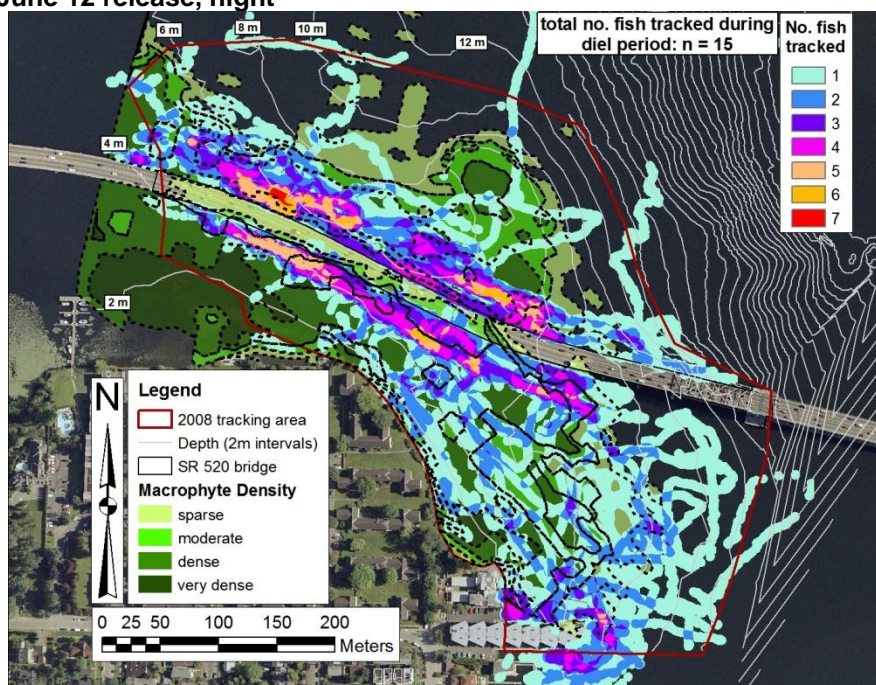 June 12 release, night
6 m
8 m
10 m
12 m
total no. fish tracked during
diel period: n = 15
No. fish
tracked
1
2
3
4
5
6
7
4 m
2 m
N
Legend
2008 tracking area
Depth (2m intervals)
SR 520 bridge
Macrophyte Density
sparse
moderate
dense
very dense
0 25 50 100 150 200
Meters